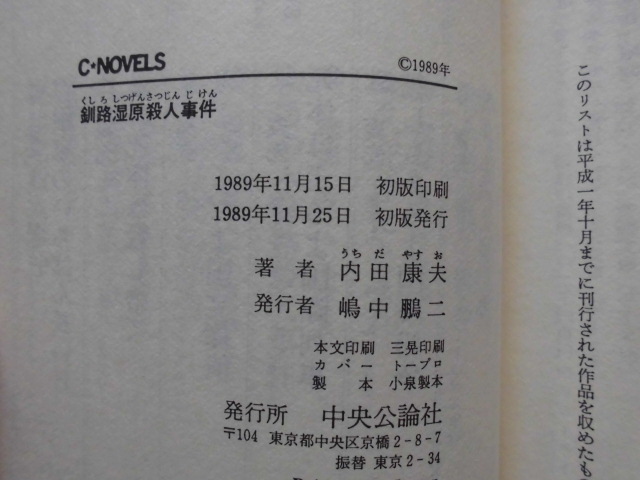 C★NOVELS
©1989年
くしろしつげんさつじんじけん
釧路湿原殺人事件
1989年11月15日 初版印刷
1989年11月25日 初版発行
うちだ やすお
著者 内田康夫
発行者 嶋中鵬二
本文印刷 三晃印刷
カバー トープロ
製本 小泉製本
発行所 中央公論社
〒104 東京都中央区京橋2-8-7
振替 東京2-34
このリストは平成一年十月までに刊行された作品を収めたもの